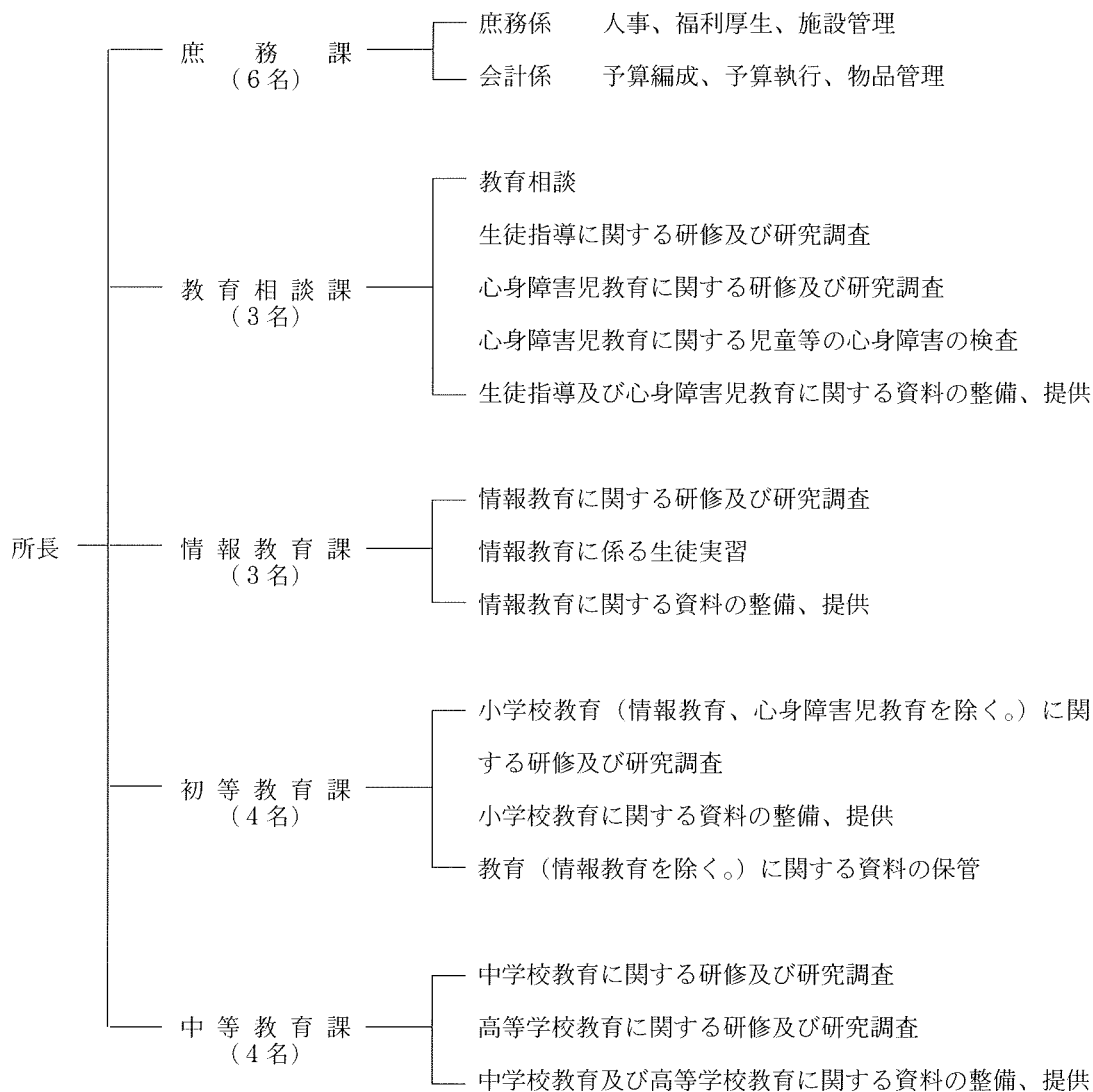 所長
庶務課
(6名)
庶務係 人事、福利厚生、施設管理
会計係 予算編成、予算執行、物品管理
教育相談課
(3名)
教育相談
生徒指導に関する研修及び研究調査
心身障害児教育に関する研修及び研究調査
心身障害児教育に関する児童等の心身障害の検査
生徒指導及び心身障害児教育に関する資料の整備、提供
情報教育課
(3名)
情報教育に関する研修及び研究調査
情報教育に係る生徒実習
情報教育に関する資料の整備、提供
初等教育課
(4名)
小学校教育（情報教育、心身障害児教育を除く。）に関
する研修及び研究調査
小学校教育に関する資料の整備、提供
教育（情報教育を除く。）に関する資料の保管
中等教育課
(4名)
中学校教育に関する研修及び研究調査
高等学校教育に関する研修及び研究調査
中学校教育及び高等学校教育に関する資料の整備、提供